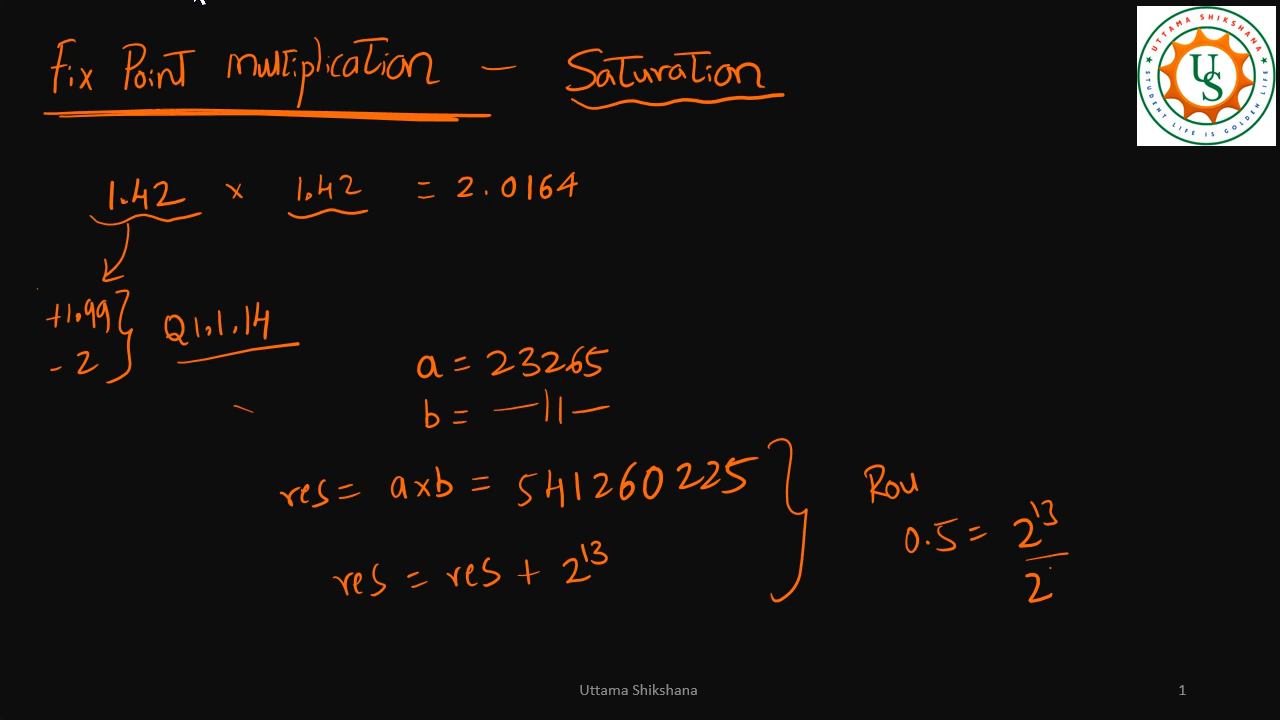 Fix Point multiplication – Saturation
UTTAMA SHIKSHANA
US
STUDENT LIFE IS GOLDEN LIFE
1.42 x 1.42 = 2.0164
+1.99
- 2
Q1.1.14
a = 23265
b = —11—
res = axb = 541260225
res = res + 2^13
Rou
0.5 = 2^13
2
Uttama Shikshana
1